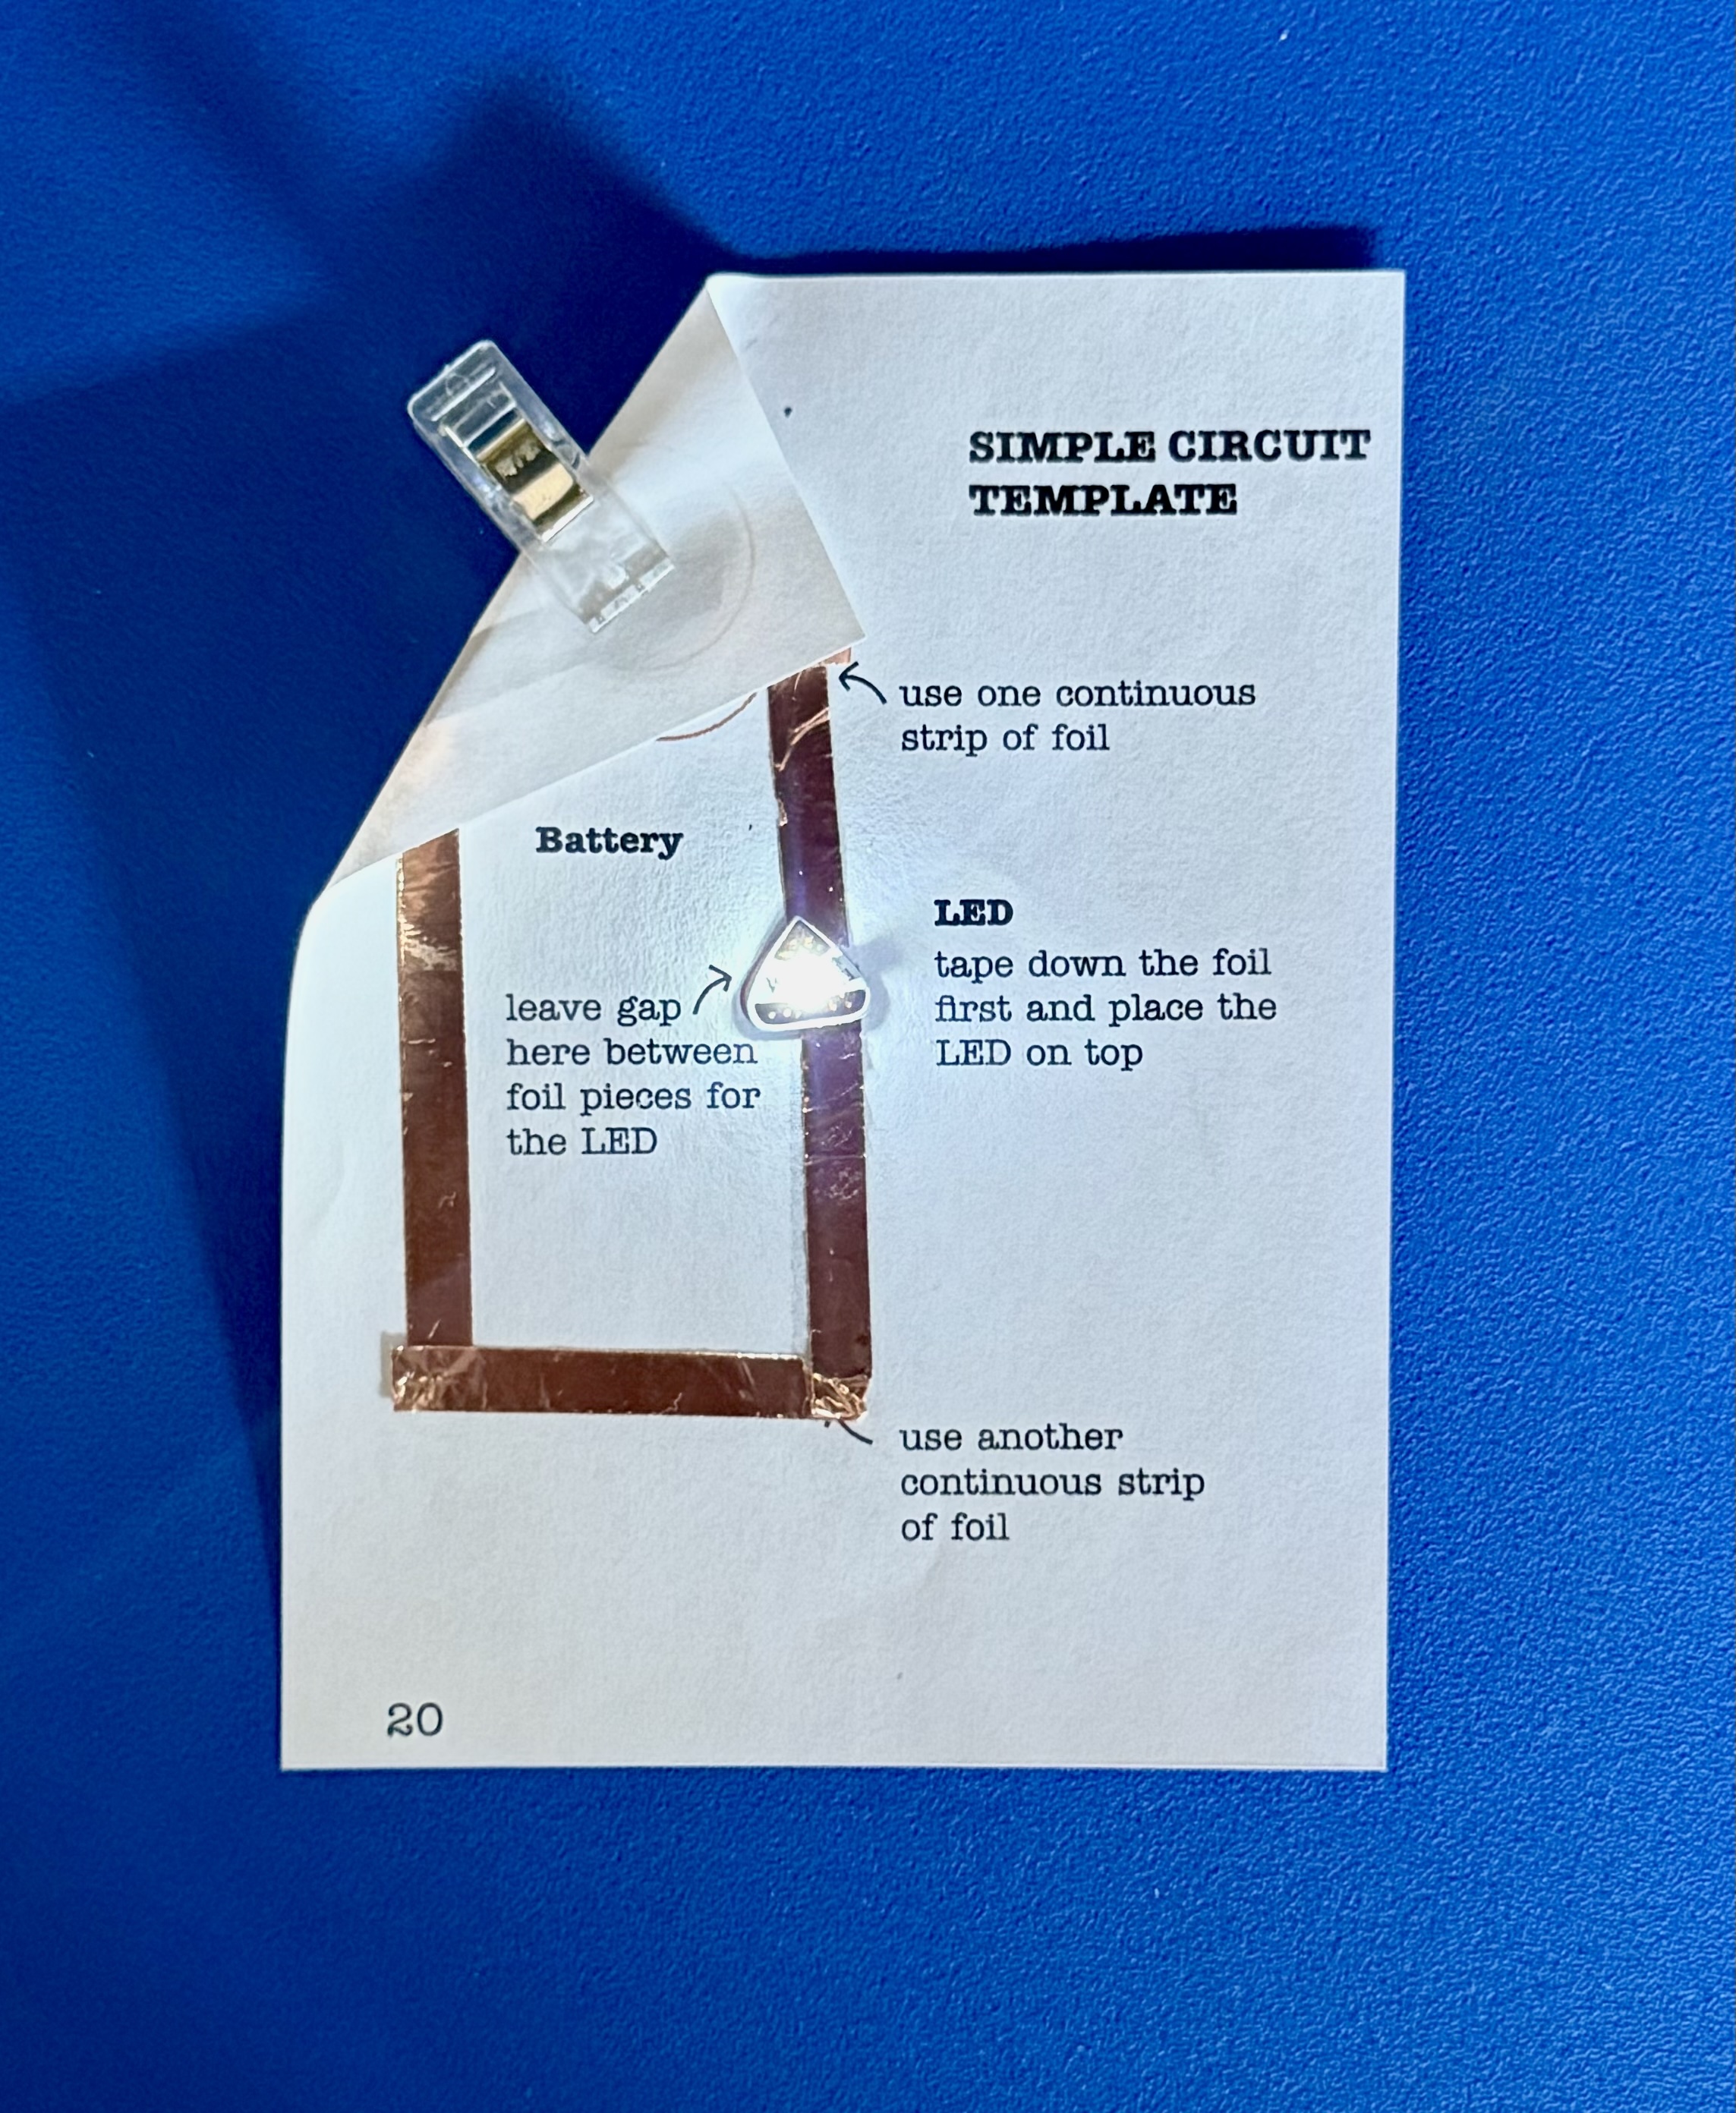 SIMPLE CIRCUIT
TEMPLATE
use one continuous
strip of foil
Battery
LED
tape down the foil
first and place the
LED on top
leave gap
here between
foil pieces for
the LED
use another
continuous strip
of foil
20